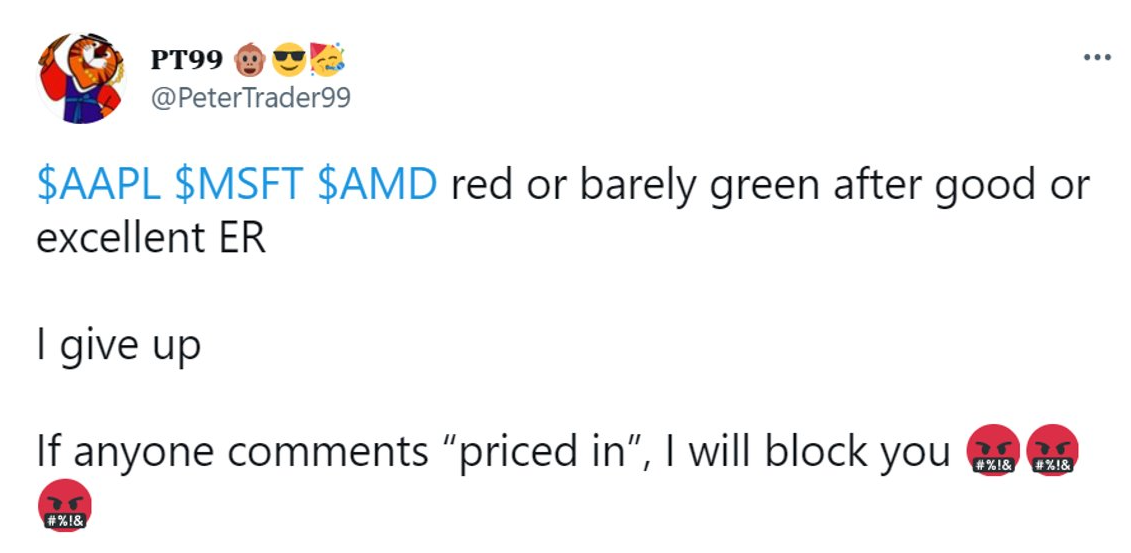 PT99 🐵😎🥳
@PeterTrader99
$AAPL $MSFT $AMD red or barely green after good or
excellent ER
I give up
If anyone comments “priced in”, I will block you 🤬🤬
🤬